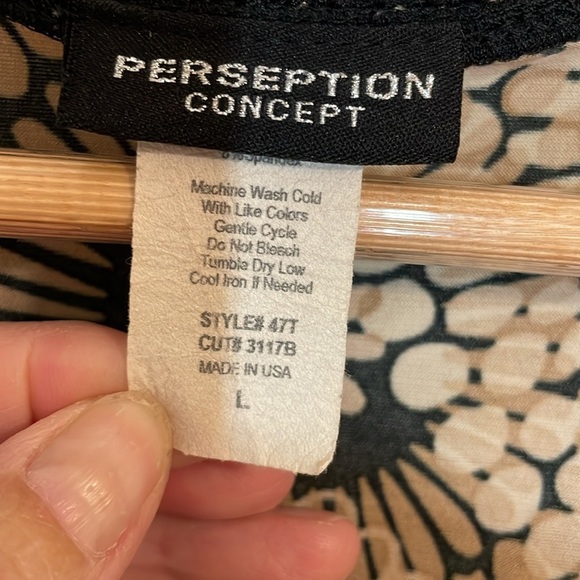 PERSEPTION
CONCEPT
Spandex
Machine Wash Cold
With Like Colors
Gentle Cycle
Do Not Bleach
Tumble Dry Low
Cool Iron If Needed
STYLE# 47T
CUT# 3117B
MADE IN USA
L